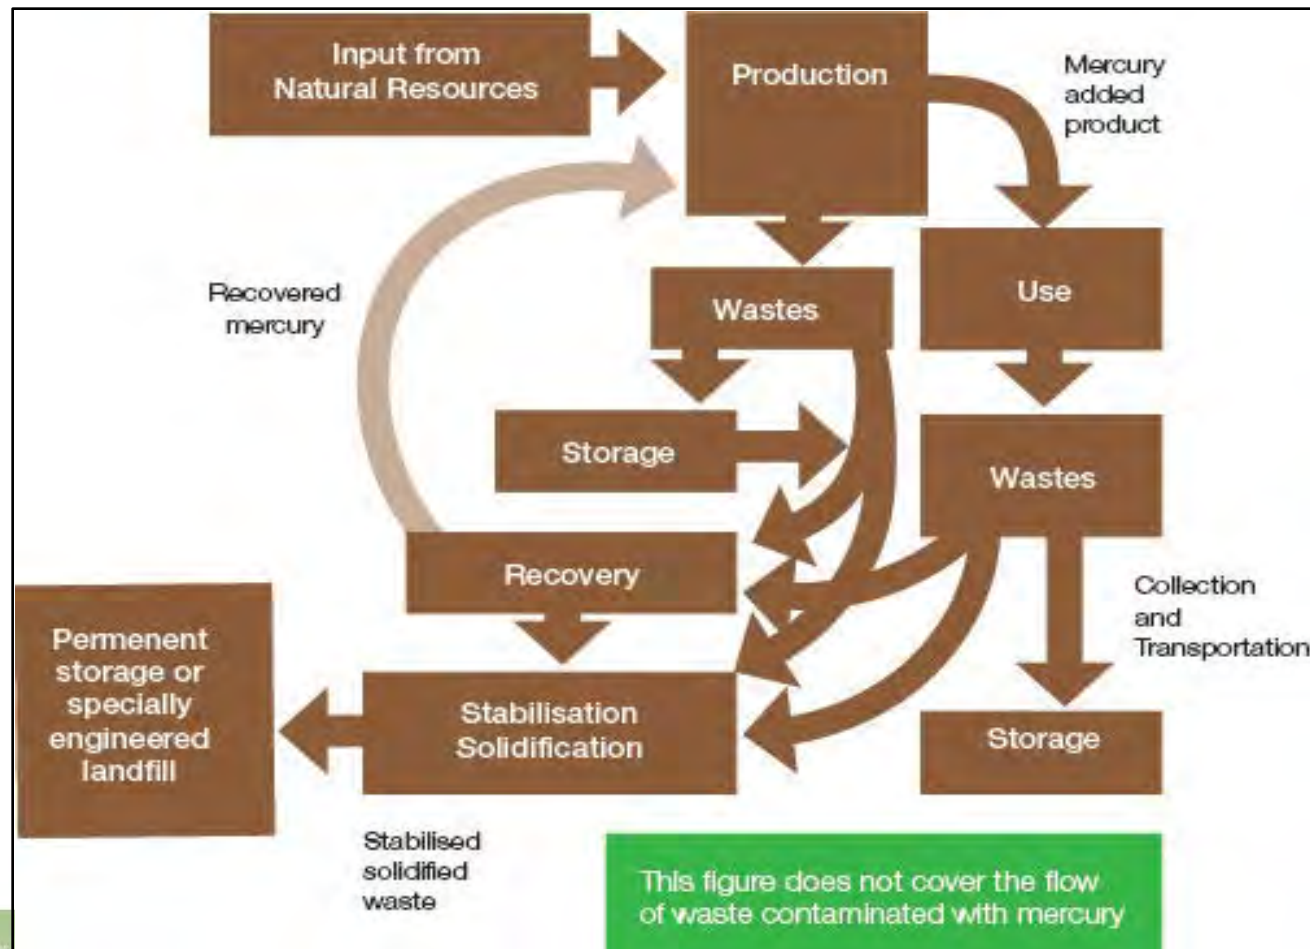 Input from
Natural Resources
Production
Mercury
added
product
Recovered
mercury
Wastes
Use
Storage
Wastes
Recovery
Collection
and
Transportation
Permenent
storage or
specially
engineered
landfill
Stabilisation
Solidification
Storage
Stabilised
solidified
waste
This figure does not cover the flow
of waste contaminated with mercury